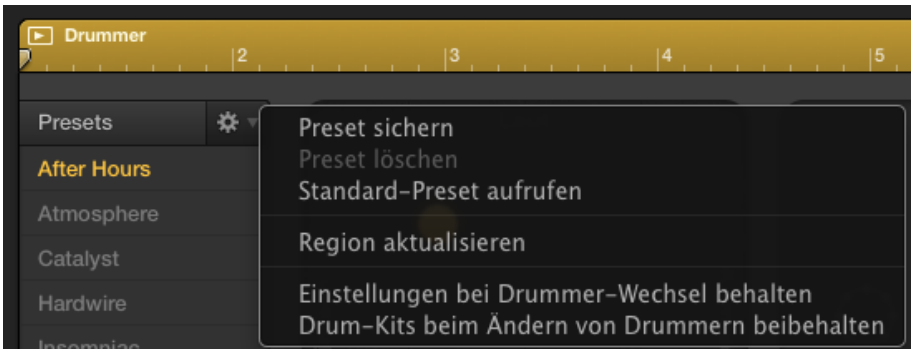 Drummer
2 3 4 5
Presets
Preset sichern
Preset löschen
After Hours
Standard-Preset aufrufen
Atmosphere
Region aktualisieren
Catalyst
Einstellungen bei Drummer-Wechsel behalten
Hardwire
Drum-Kits beim Ändern von Drummern beibehalten
Insomniac